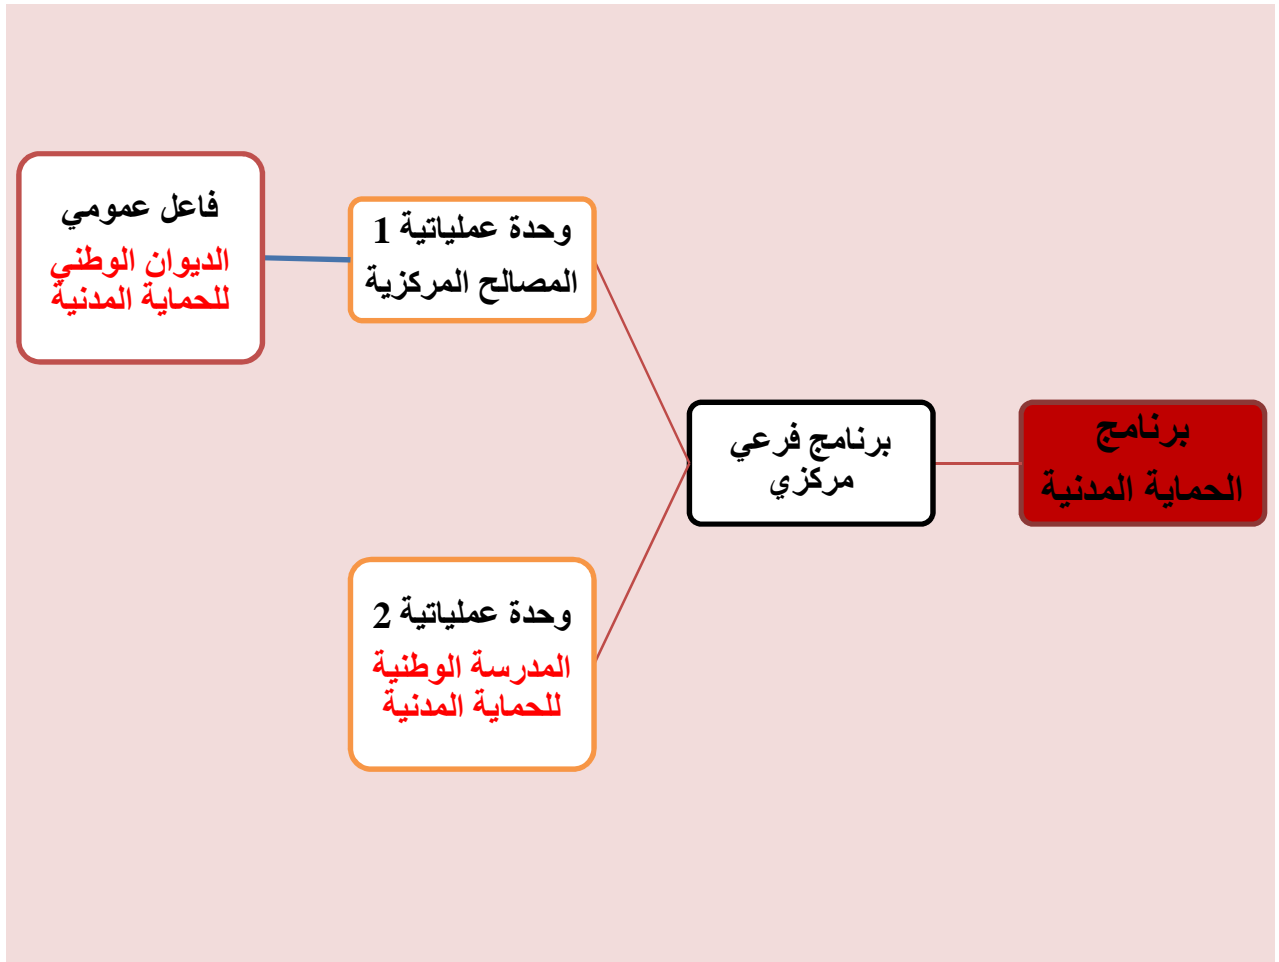 برنامج
الحماية المدنية
برنامج فرعي
مركزي
وحدة عملياتية 1
المصالح المركزية
فاعل عمومي
الديوان الوطني
للحماية المدنية
وحدة عملياتية 2
المدرسة الوطنية
للحماية المدنية